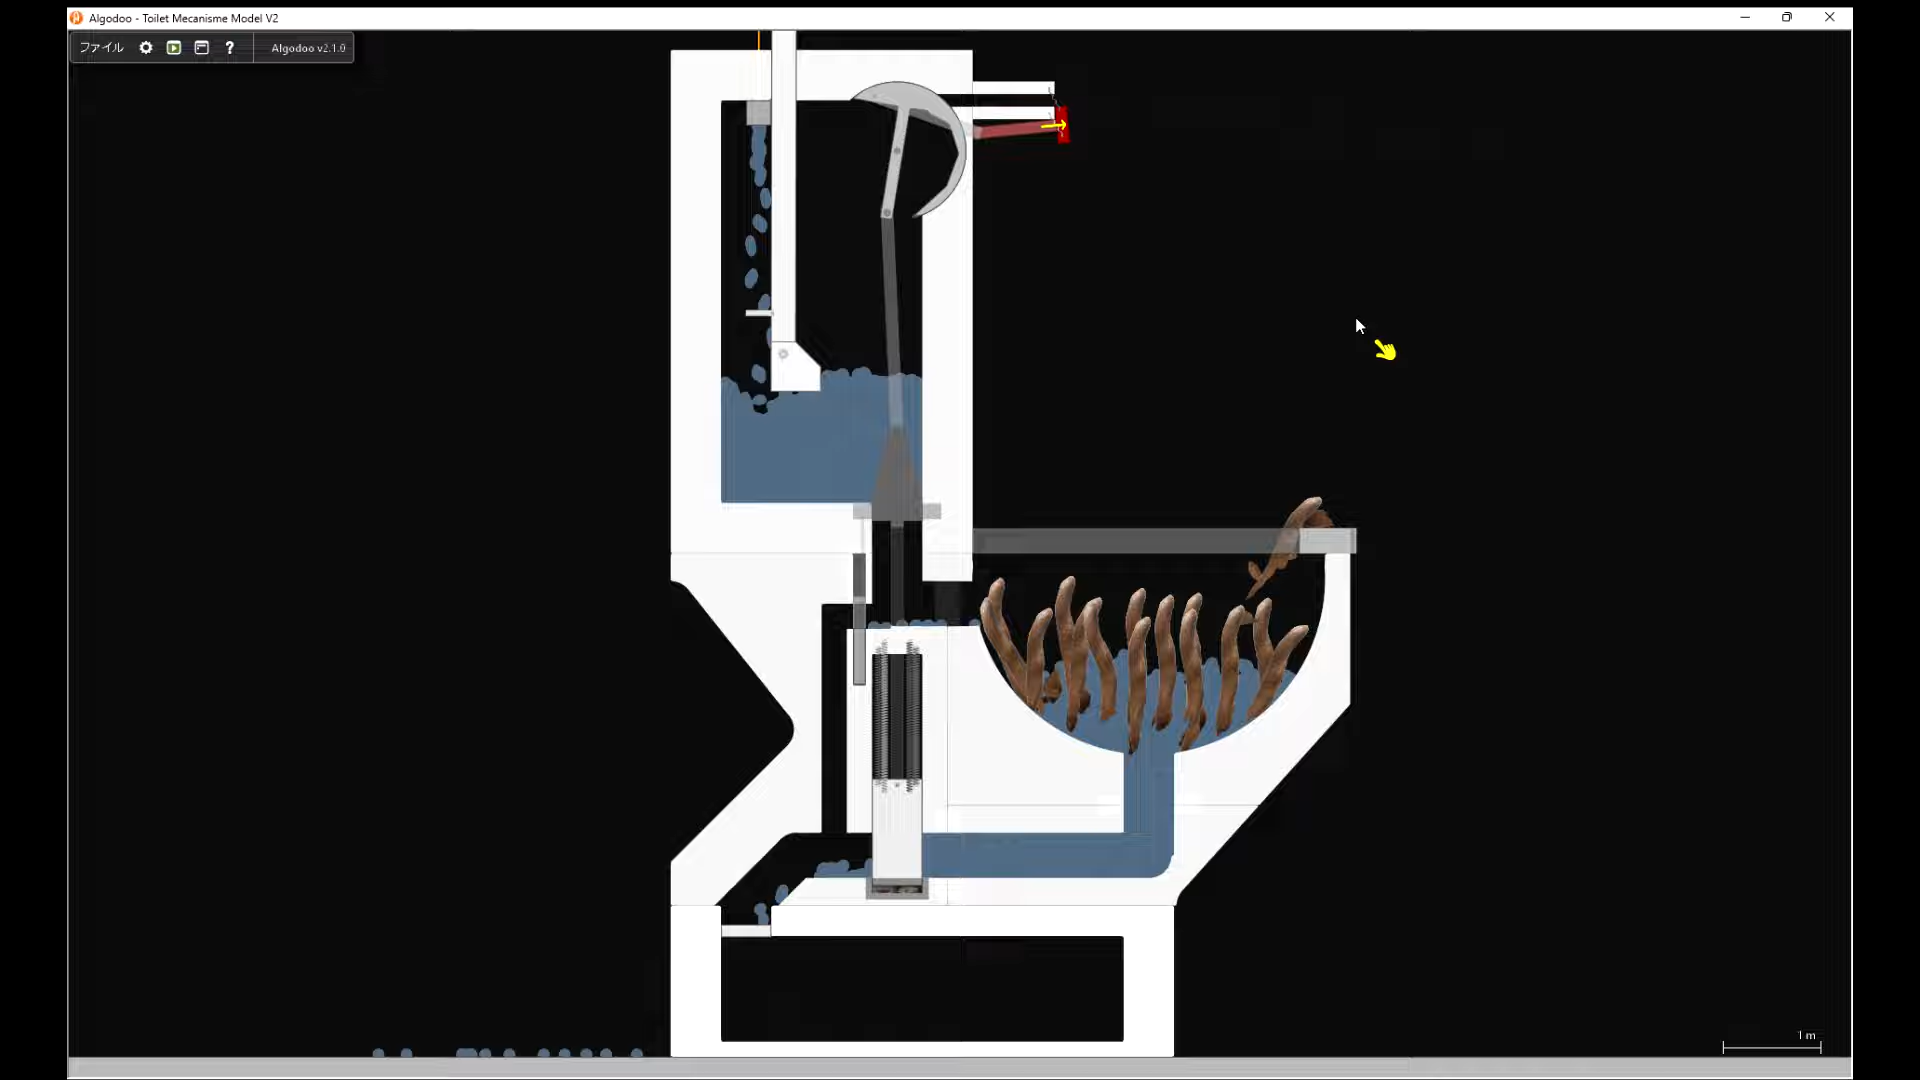 Algodoo - Toilet Mecanisme Model V2
ファイル ? Algodoo v2.1.0
1 m